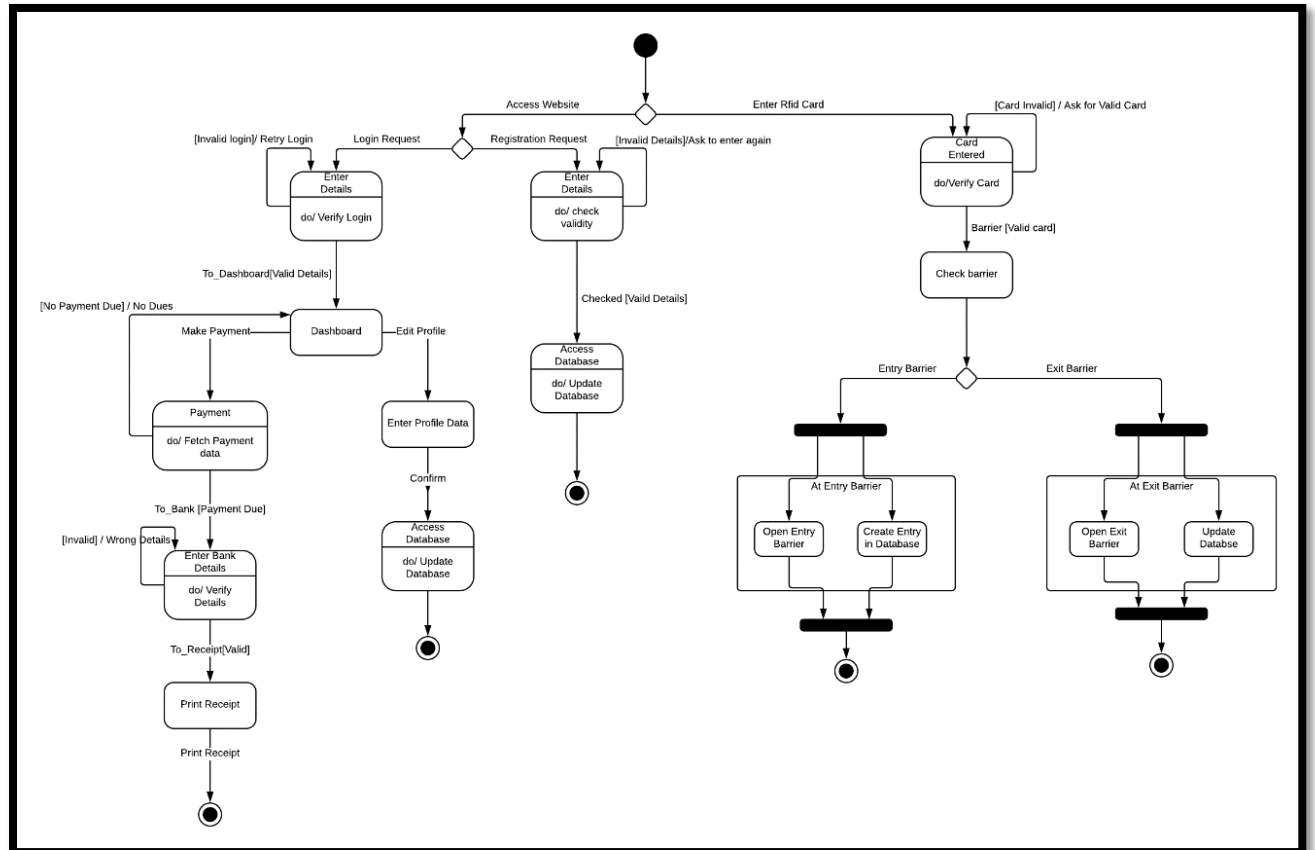 Access Website
Enter Rfid Card
[Card Invalid] / Ask for Valid Card
[Invalid login]/ Retry Login
Login Request
Registration Request
[Invalid Details]/Ask to enter again
Card
Entered
do/Verify Card
Enter
Details
do/ Verify Login
Enter
Details
do/ check
validity
Barrier [Valid card]
Check barrier
To_Dashboard[Valid Details]
[No Payment Due] / No Dues
Checked [Vaild Details]
Make Payment
Dashboard
Edit Profile
Access
Database
do/ Update
Database
Entry Barrier
Exit Barrier
Payment
do/ Fetch Payment
data
Enter Profile Data
Confirm
At Entry Barrier
At Exit Barrier
To_Bank [Payment Due]
[Invalid] / Wrong Details
Access
Database
do/ Update
Database
Open Entry
Barrier
Create Entry
in Database
Open Exit
Barrier
Update
Databse
Enter Bank
Details
do/ Verify
Details
To_Receipt[Valid]
Print Receipt
Print Receipt